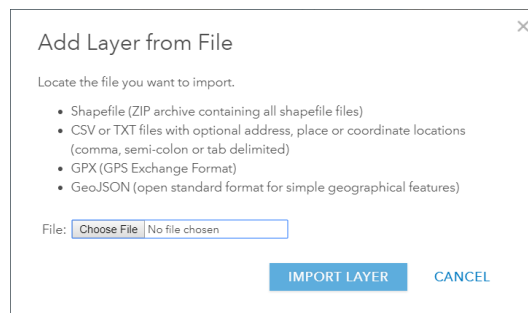 Add Layer from File
Locate the file you want to import.
• Shapefile (ZIP archive containing all shapefile files)
• CSV or TXT files with optional address, place or coordinate locations
(comma, semi-colon or tab delimited)
• GPX (GPS Exchange Format)
• GeoJSON (open standard format for simple geographical features)
File: Choose File No file chosen
IMPORT LAYER CANCEL